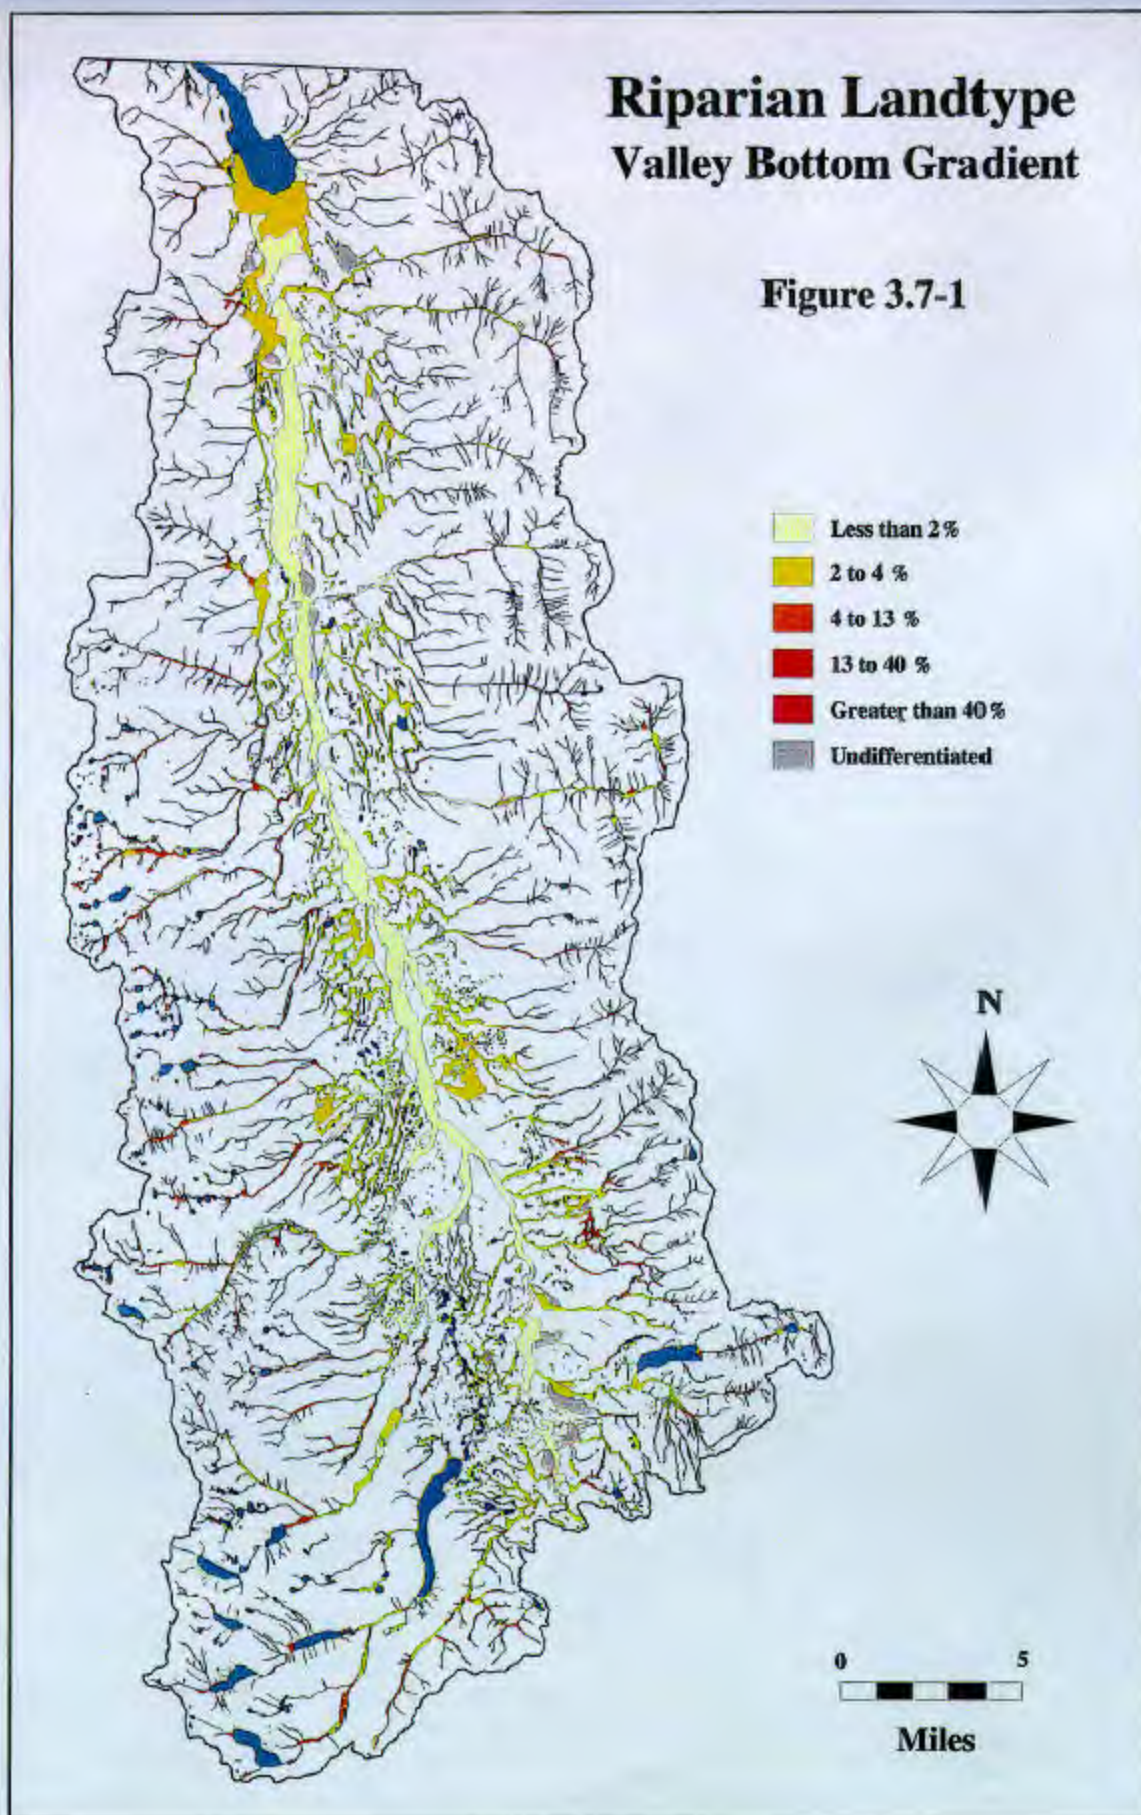 Riparian Landtype
Valley Bottom Gradient
Figure 3.7-1
Less than 2%
2 to 4 %
4 to 13 %
13 to 40 %
Greater than 40%
Undifferentiated
N
0 5
Miles